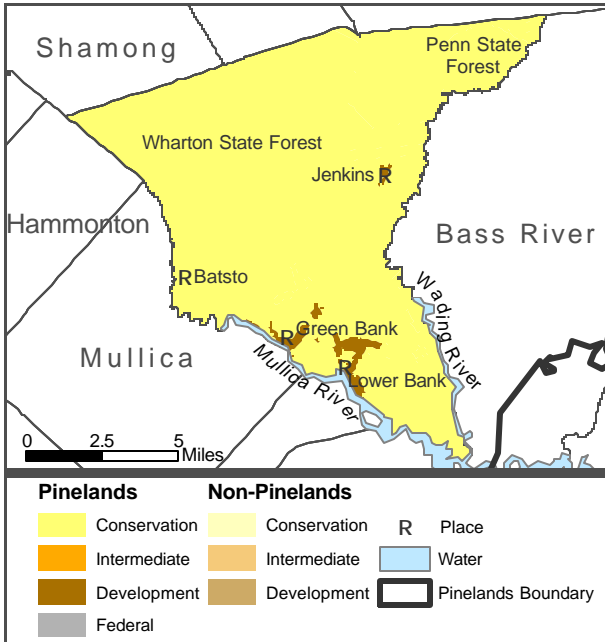 Shamong
Penn State
Forest
Wharton State Forest
Jenkins R
Hammonton
Bass River
R Batsto
Wading River
R Green Bank
Mullica
Mullica River
R
Lower Bank
0 2.5 5
Miles
Pinelands Non-Pinelands
Conservation Conservation R Place
Intermediate Intermediate Water
Development Development Pinelands Boundary
Federal